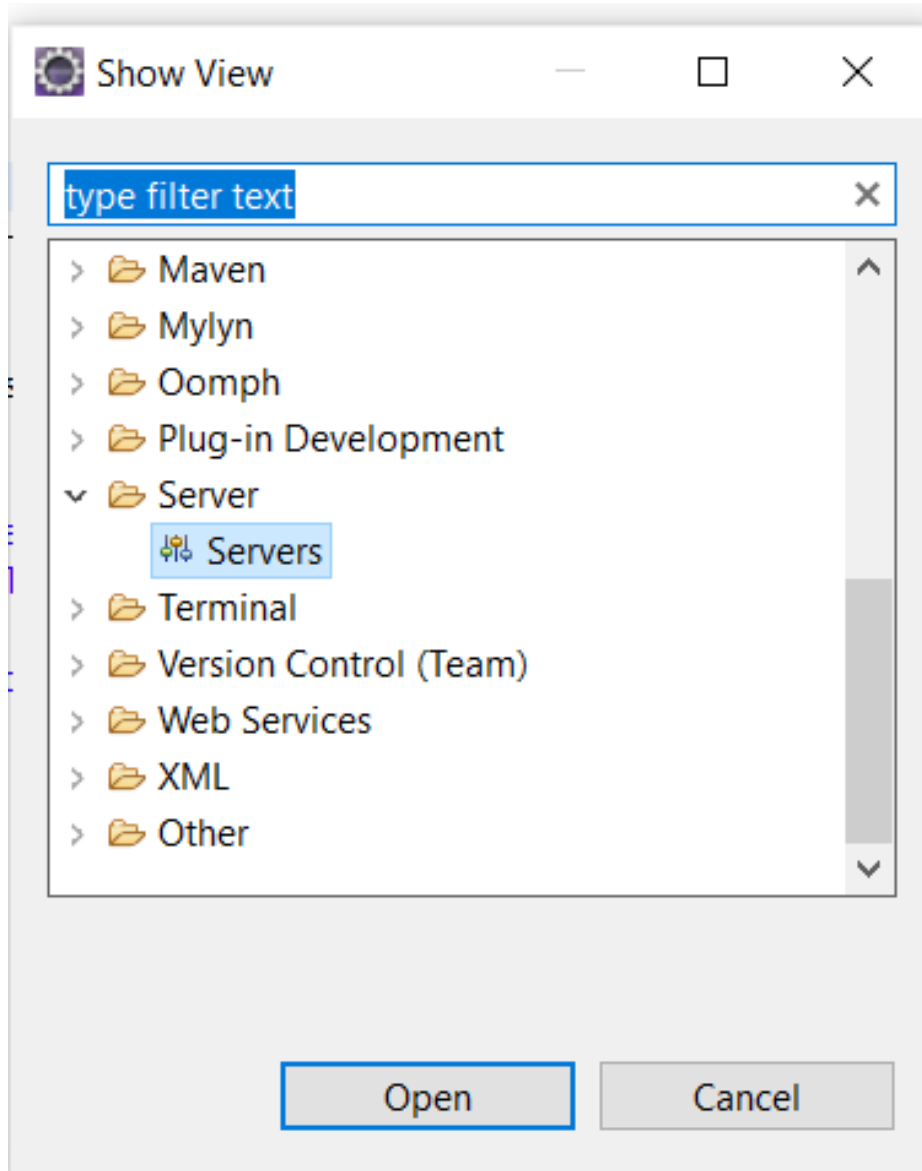 Show View
type filter text
Maven
Mylyn
Oomph
Plug-in Development
Server
Servers
Terminal
Version Control (Team)
Web Services
XML
Other
Open
Cancel